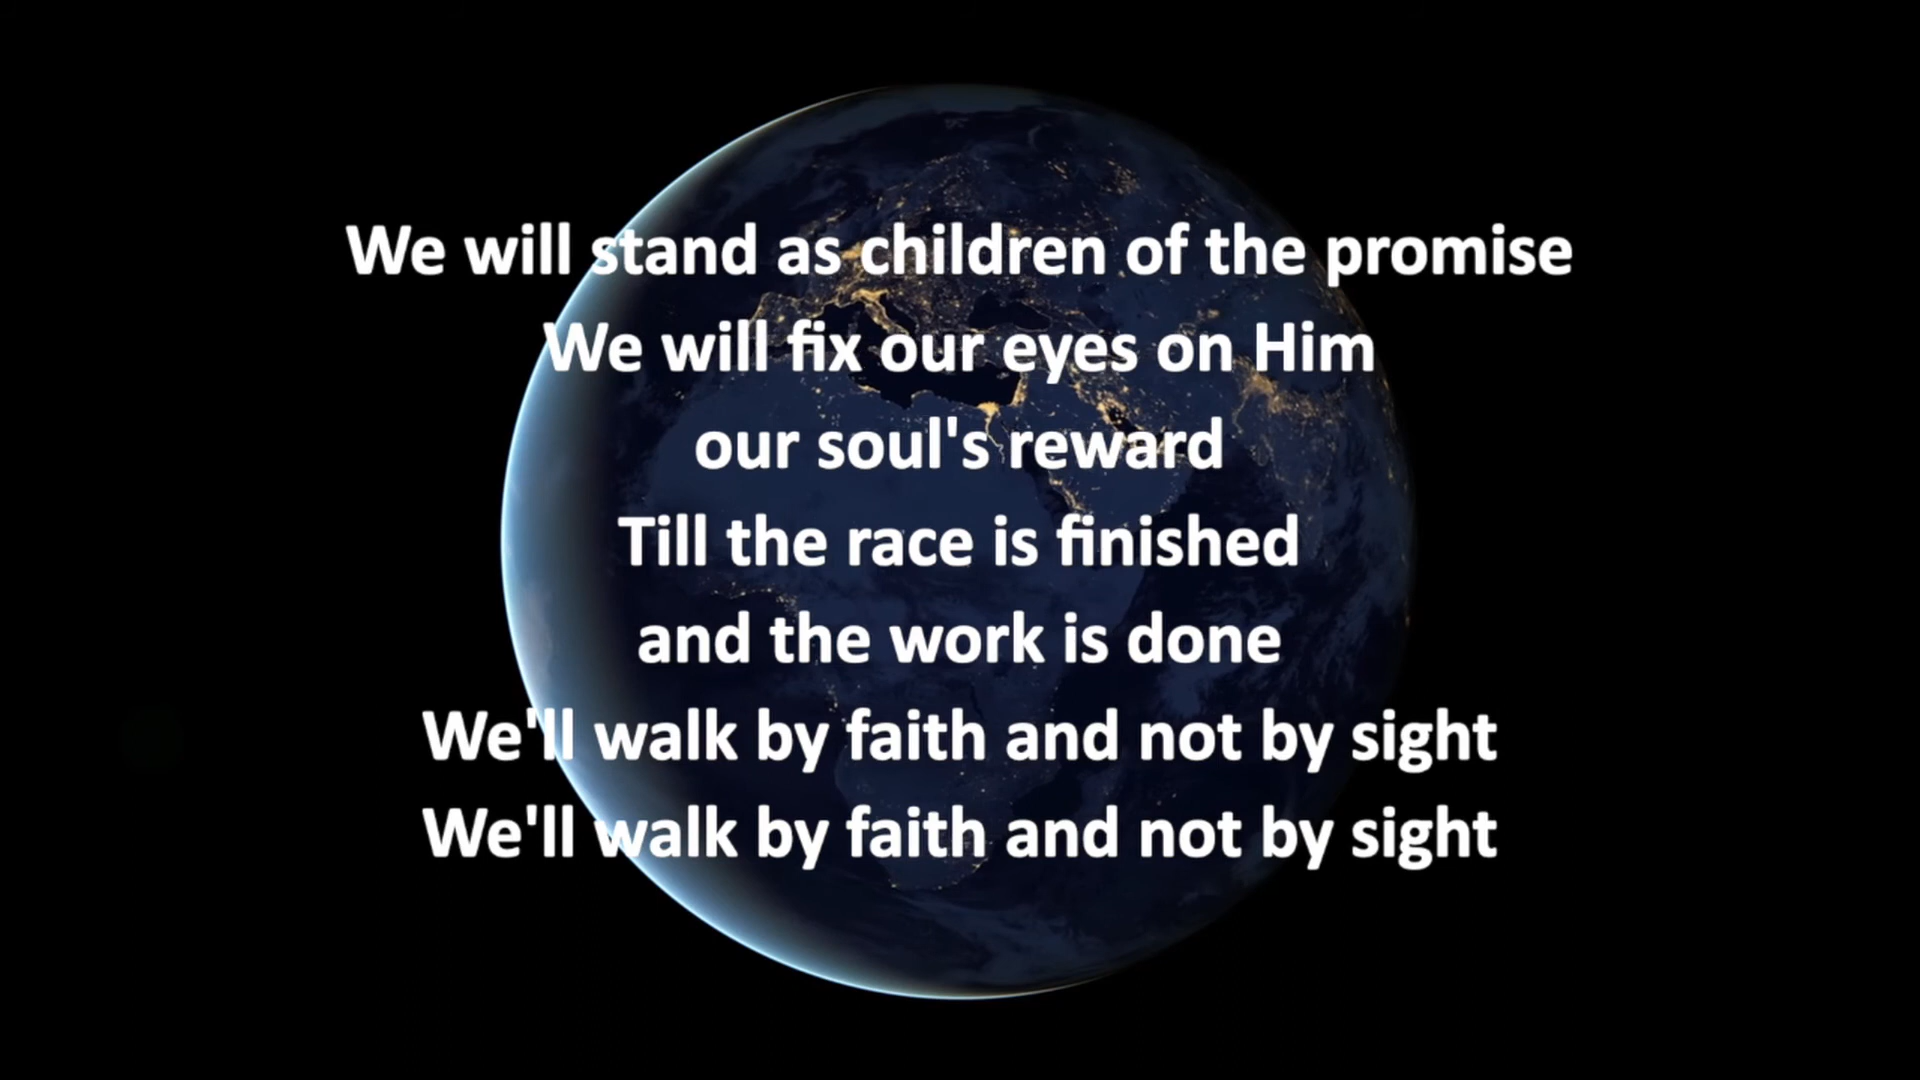 We will stand as children of the promise
We will fix our eyes on Him
our soul's reward
Till the race is finished
and the work is done
We'll walk by faith and not by sight
We'll walk by faith and not by sight